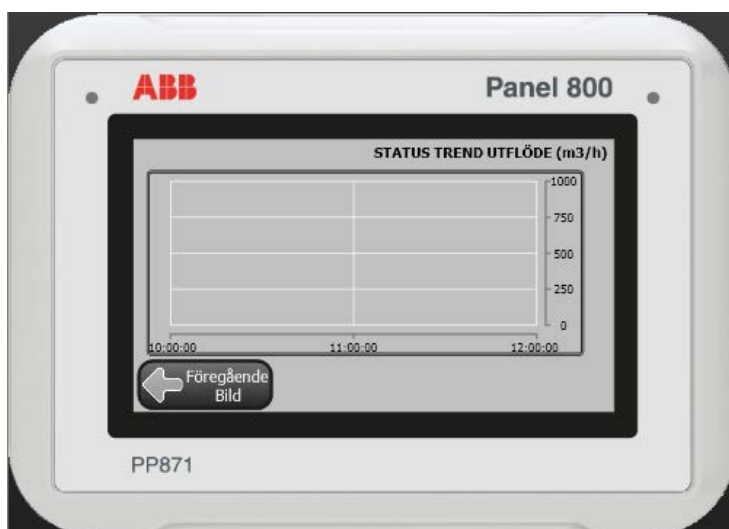 ABB
Panel 800
STATUS TREND UTFLÖDE (m3/h)
1000
750
500
250
0
10:00:00
11:00:00
12:00:00
Föregående
Bild
PP871